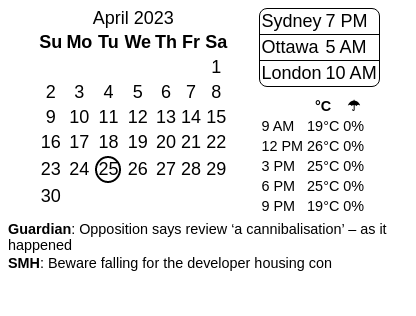 April 2023
Su Mo Tu We Th Fr Sa
1
2 3 4 5 6 7 8
9 10 11 12 13 14 15
16 17 18 19 20 21 22
23 24 25 26 27 28 29
30
Sydney 7 PM
Ottawa 5 AM
London 10 AM
°C ☂
9 AM 19°C 0%
12 PM 26°C 0%
3 PM 25°C 0%
6 PM 25°C 0%
9 PM 19°C 0%
Guardian: Opposition says review ‘a cannibalisation’ – as it
happened
SMH: Beware falling for the developer housing con